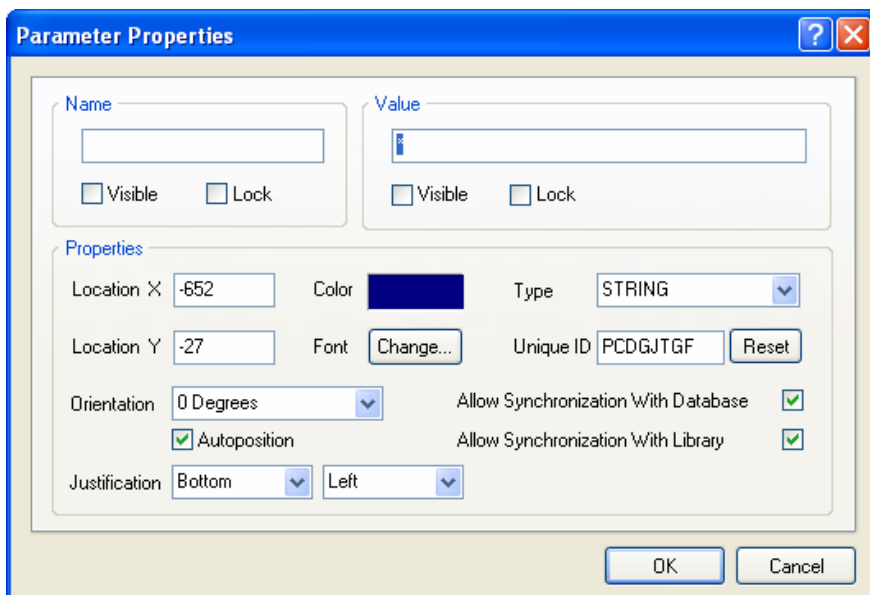 Parameter Properties
Name
Value
*
Visible
Lock
Visible
Lock
Properties
Location X -652 Color Type STRING
Location Y -27 Font Change... Unique ID PCDGJTGF Reset
Orientation 0 Degrees Allow Synchronization With Database
Autoposition Allow Synchronization With Library
Justification Bottom Left
OK Cancel